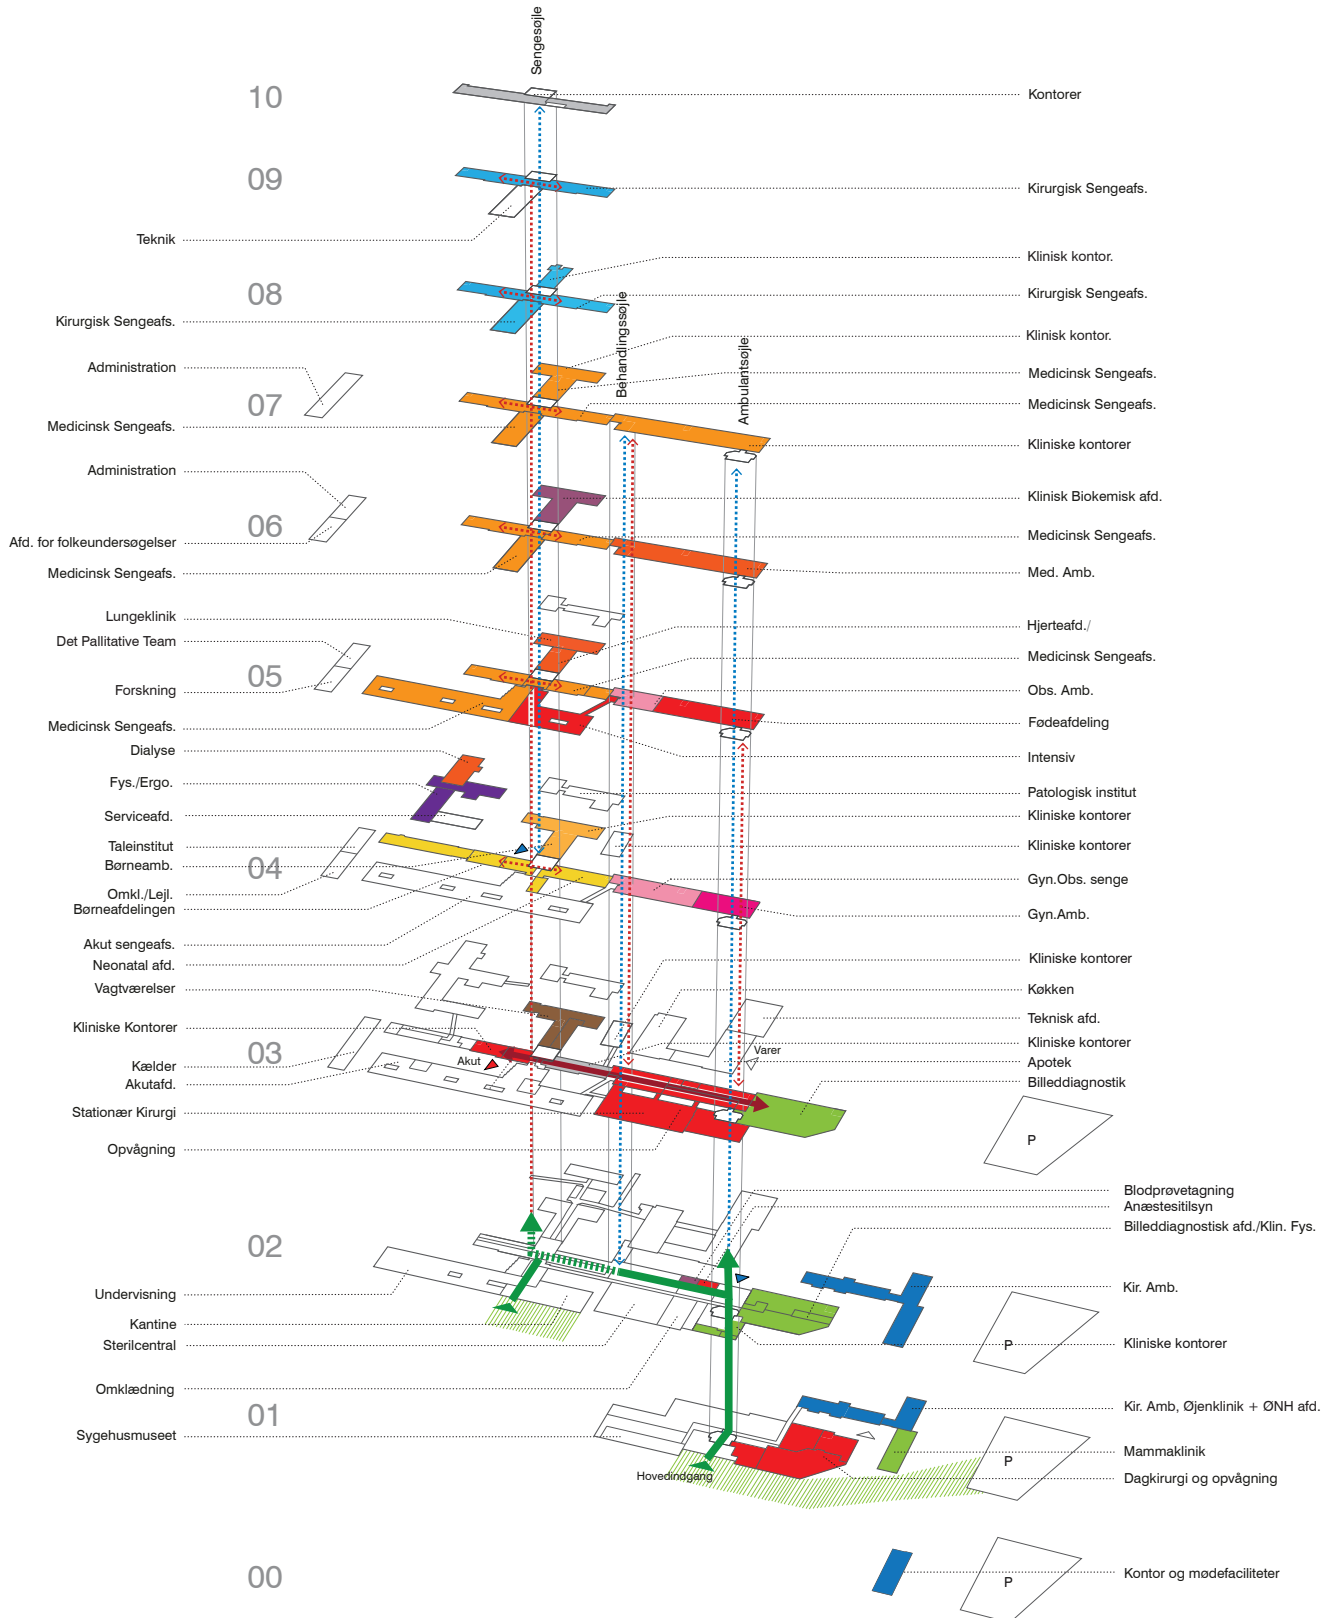 Sengesøjle
10
Kontorer
09
Kirurgisk Sengeafs.
Teknik
Klinisk kontor.
08
Kirurgisk Sengeafs.
Kirurgisk Sengeafs.
Behandlingssøjle
Klinisk kontor.
Ambulantsøjle
Administration
Medicinsk Sengeafs.
07
Medicinsk Sengeafs.
Medicinsk Sengeafs.
Kliniske kontorer
Administration
Klinisk Biokemisk afd.
06
Medicinsk Sengeafs.
Afd. for folkeundersøgelser
Medicinsk Sengeafs.
Med. Amb.
Lungeklinik
Hjerteafd./
Det Pallitative Team
Medicinsk Sengeafs.
05
Forskning
Obs. Amb.
Medicinsk Sengeafs.
Fødeafdeling
Dialyse
Intensiv
Fys./Ergo.
Patologisk institut
Serviceafd.
Kliniske kontorer
Taleinstitut
Kliniske kontorer
Børneamb.
04
Gyn.Obs. senge
Omkl./Lejl.
Børneafdelingen
Gyn.Amb.
Akut sengeafs.
Neonatal afd.
Kliniske kontorer
Vagtværelser
Køkken
Kliniske Kontorer
Teknisk afd.
Kliniske kontorer
03
Akut
Varer
Kælder
Apotek
Akutafd.
Billeddiagnostik
Stationær Kirurgi
Opvågning
P
Blodprøvetagning
Anæstesitilsyn
Billeddiagnostisk afd./Klin. Fys.
02
Undervisning
Kir. Amb.
Kantine
Sterilcentral
P
Kliniske kontorer
Omklædning
01
Kir. Amb, Øjenklinik + ØNH afd.
Sygehusmuseet
Mammaklinik
P
Hovedindgang
Dagkirurgi og opvågning
00
Kontor og mødefaciliteter
P